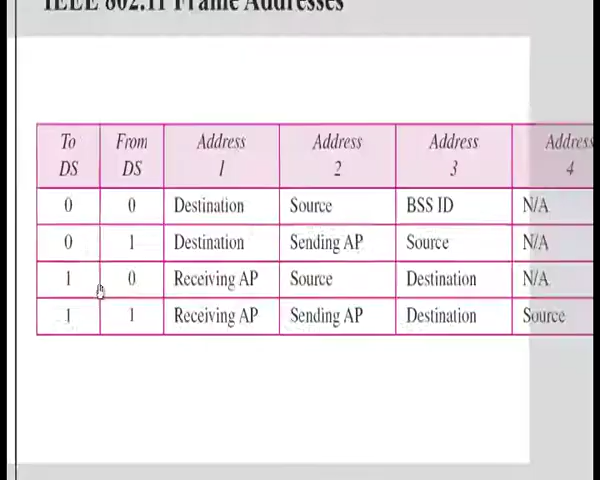 IEEE 802.11 Frame Addresses
To DS From DS Address 1 Address 2 Address 3 Address 4
0 0 Destination Source BSS ID N/A
0 1 Destination Sending AP Source N/A
1 0 Receiving AP Source Destination N/A
1 1 Receiving AP Sending AP Destination Source